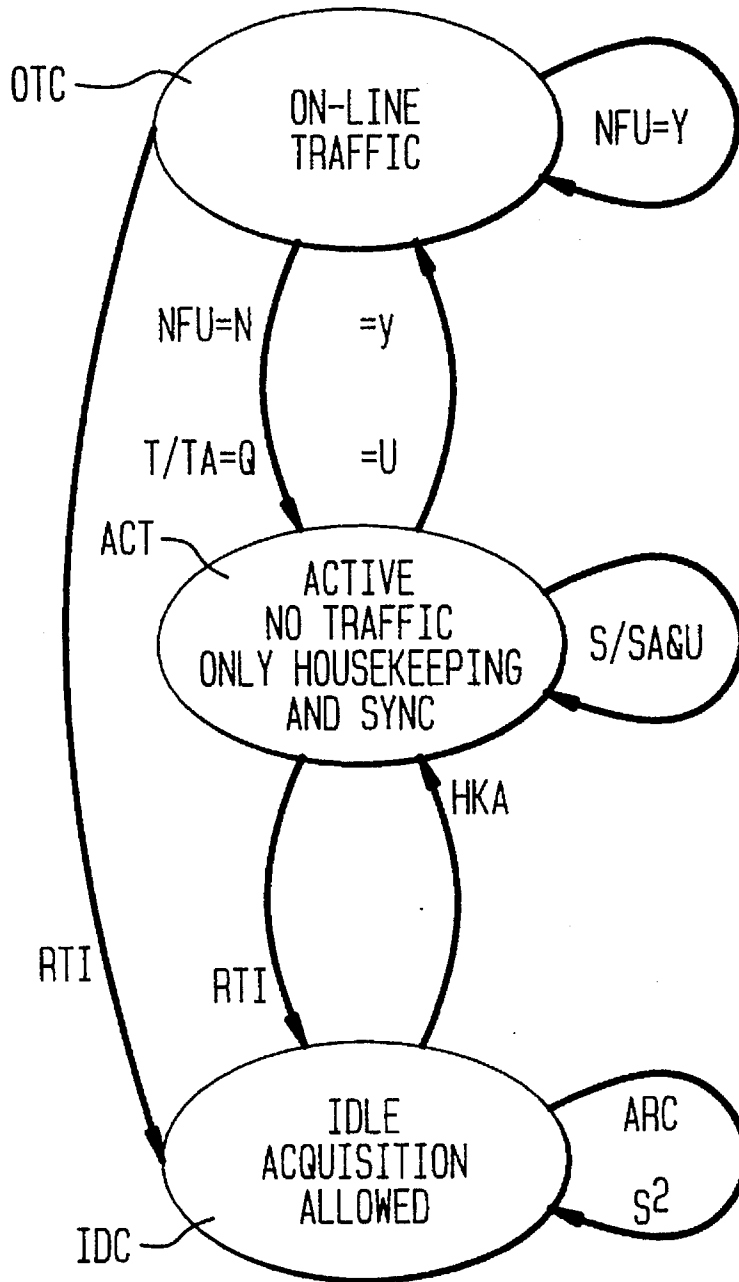 OTC
ON-LINE
TRAFFIC
NFU=Y
NFU=N
=y
T/TA=Q
=U
ACT
ACTIVE
NO TRAFFIC
ONLY HOUSEKEEPING
AND SYNC
S/SA&U
HKA
RTI
RTI
IDLE
ACQUISITION
ALLOWED
ARC
S²
IDC